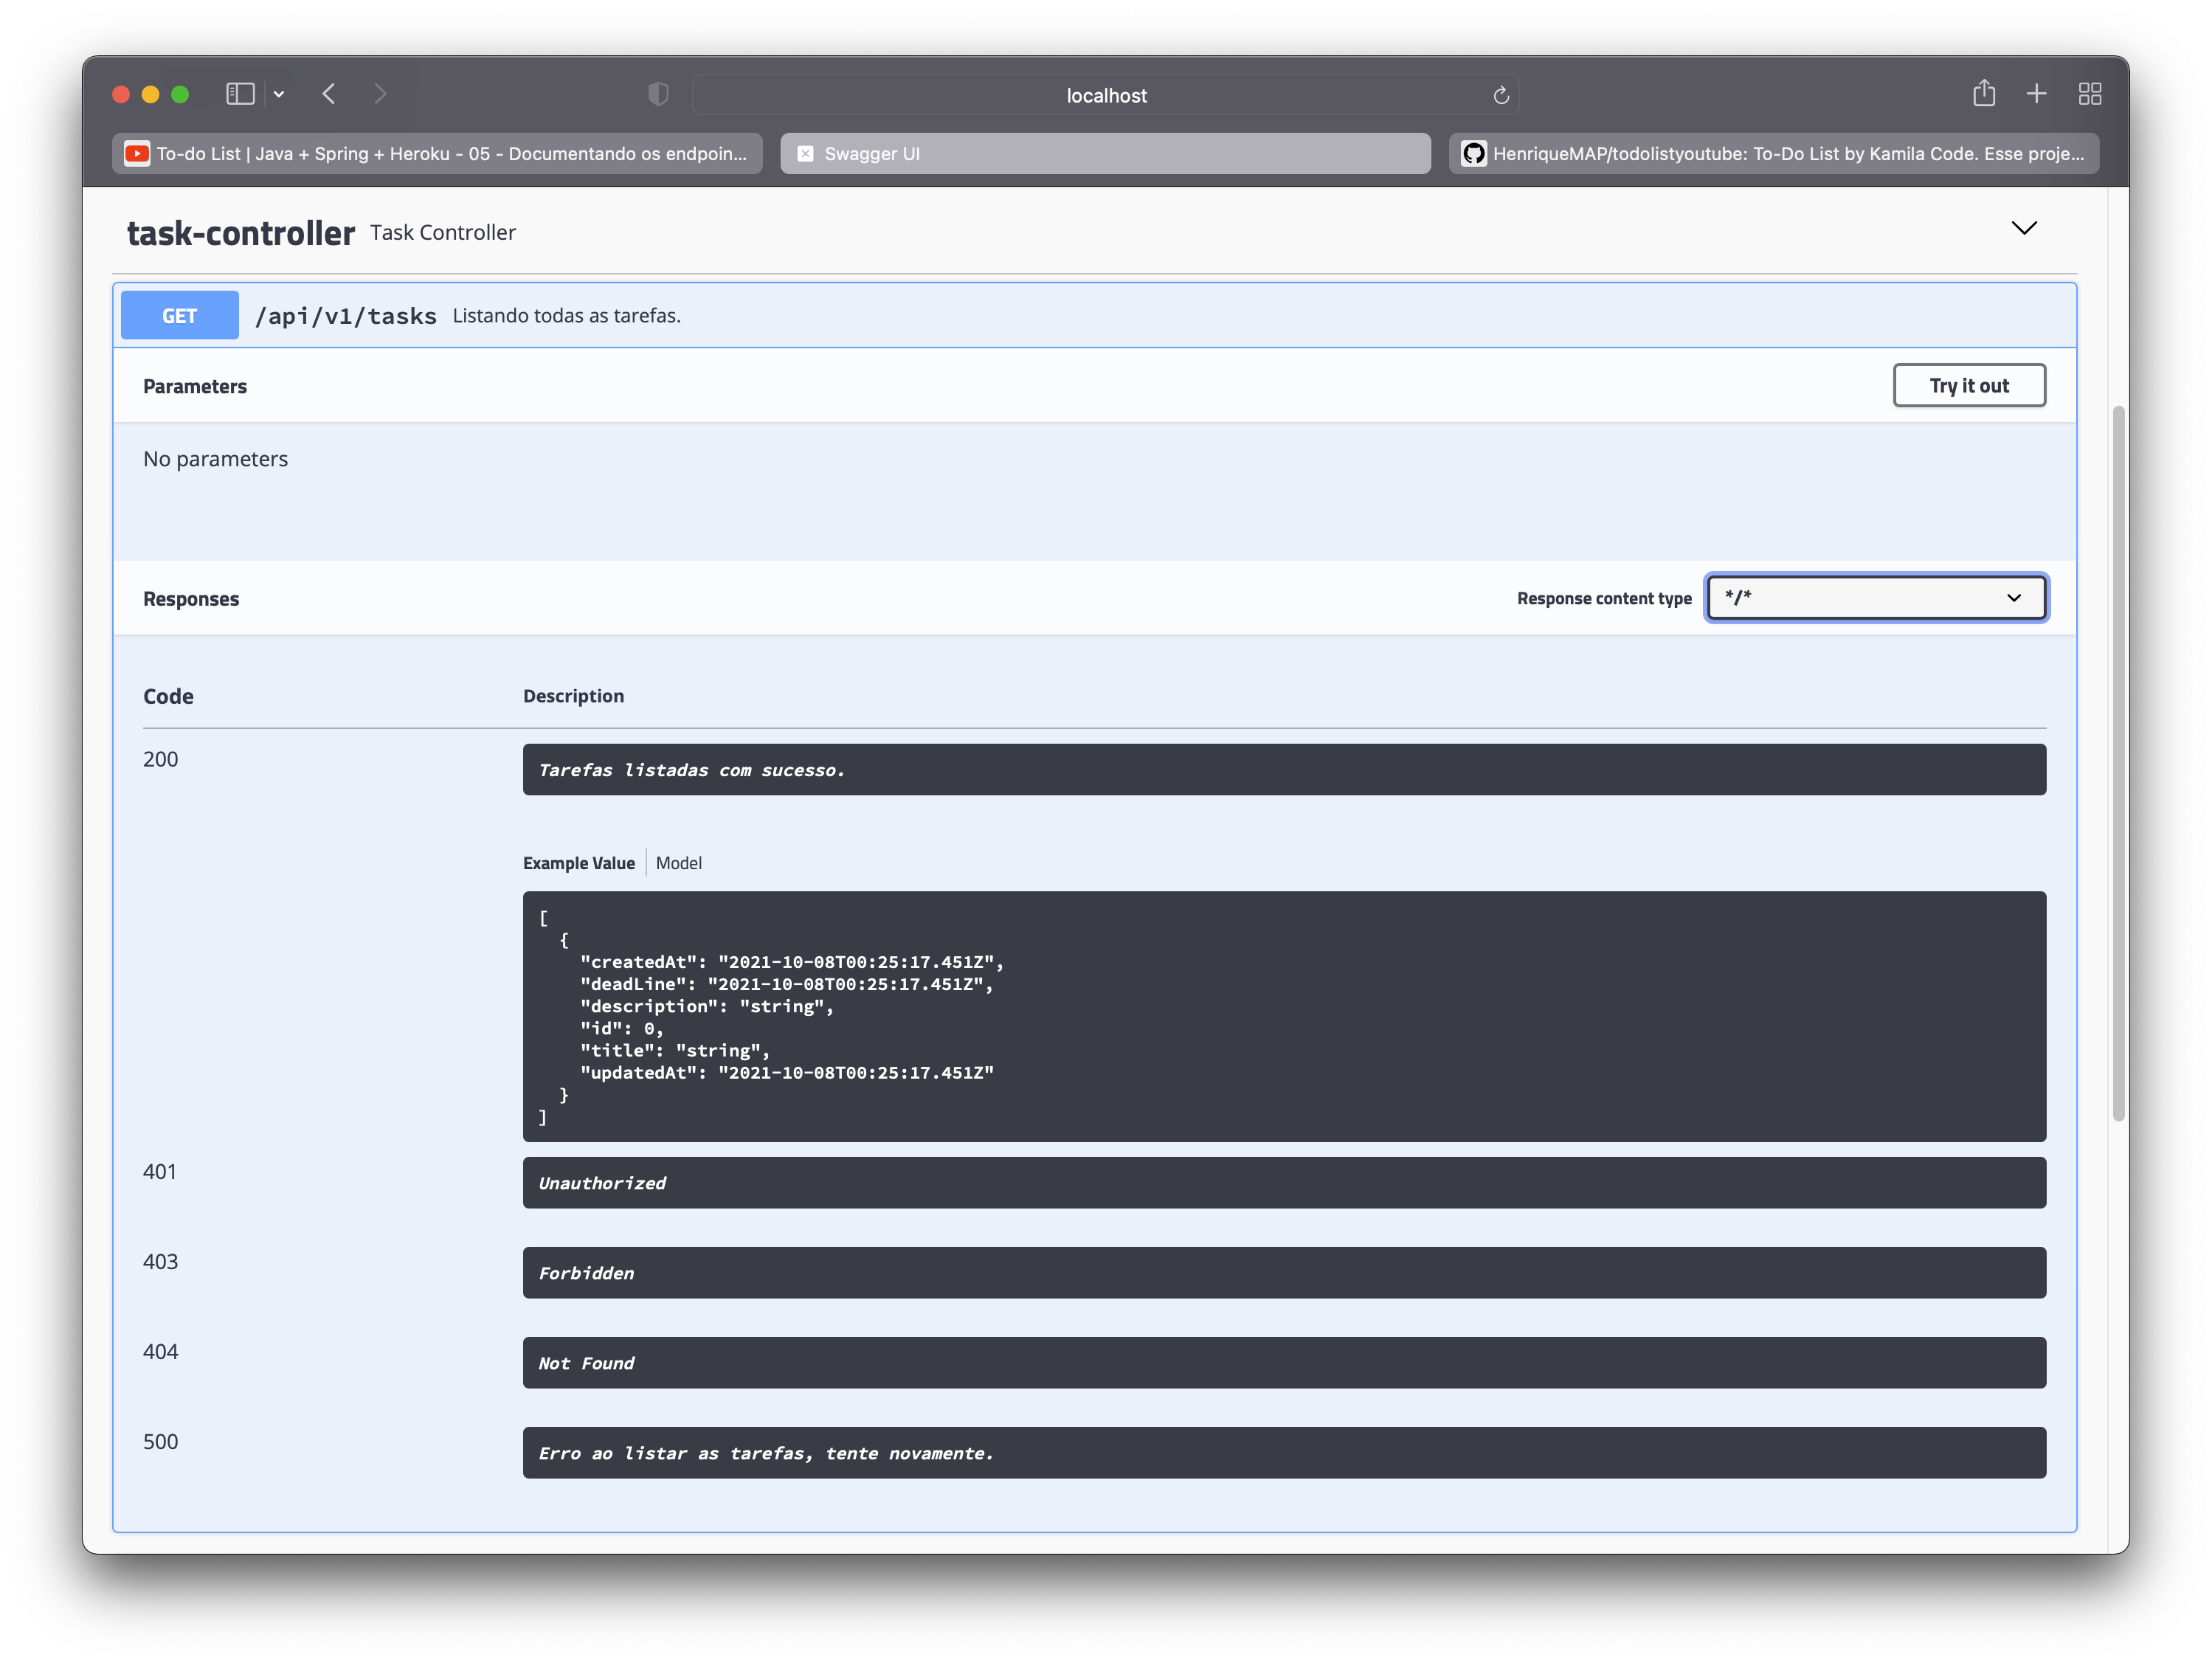 localhost
To-do List | Java + Spring + Heroku - 05 - Documentando os endpoin...
Swagger UI
HenriqueMAP/todolistyoutube: To-Do List by Kamila Code. Esse proje...
task-controller Task Controller
GET /api/v1/tasks Listando todas as tarefas.
Parameters Try it out
No parameters
Responses Response content type */*
Code Description
200 Tarefas listadas com sucesso.
Example Value Model
[
  {
    "createdAt": "2021-10-08T00:25:17.451Z",
    "deadLine": "2021-10-08T00:25:17.451Z",
    "description": "string",
    "id": 0,
    "title": "string",
    "updatedAt": "2021-10-08T00:25:17.451Z"
  }
]
401 Unauthorized
403 Forbidden
404 Not Found
500 Erro ao listar as tarefas, tente novamente.